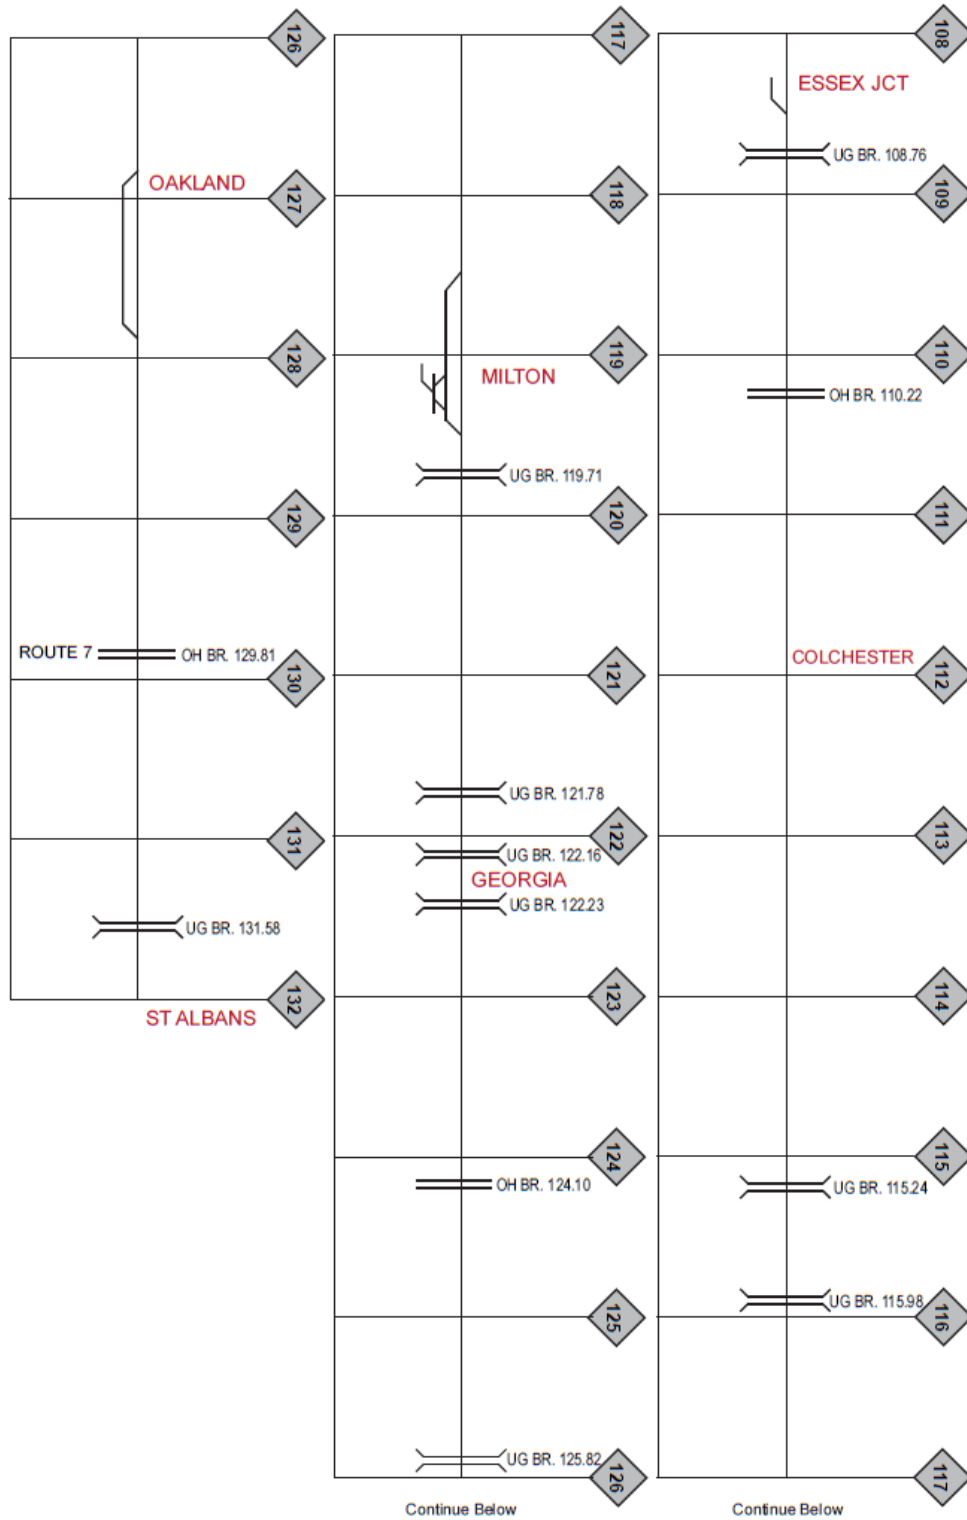 126
OAKLAND
127
128
129
ROUTE 7
OH BR. 129.81
130
131
UG BR. 131.58
132
ST ALBANS
117
118
119
MILTON
UG BR. 119.71
120
121
UG BR. 121.78
122
UG BR. 122.16
GEORGIA
UG BR. 122.23
123
124
OH BR. 124.10
125
UG BR. 125.82
126
Continue Below
108
ESSEX JCT
UG BR. 108.76
109
110
OH BR. 110.22
111
COLCHESTER
112
113
114
115
UG BR. 115.24
UG BR. 115.98
116
117
Continue Below